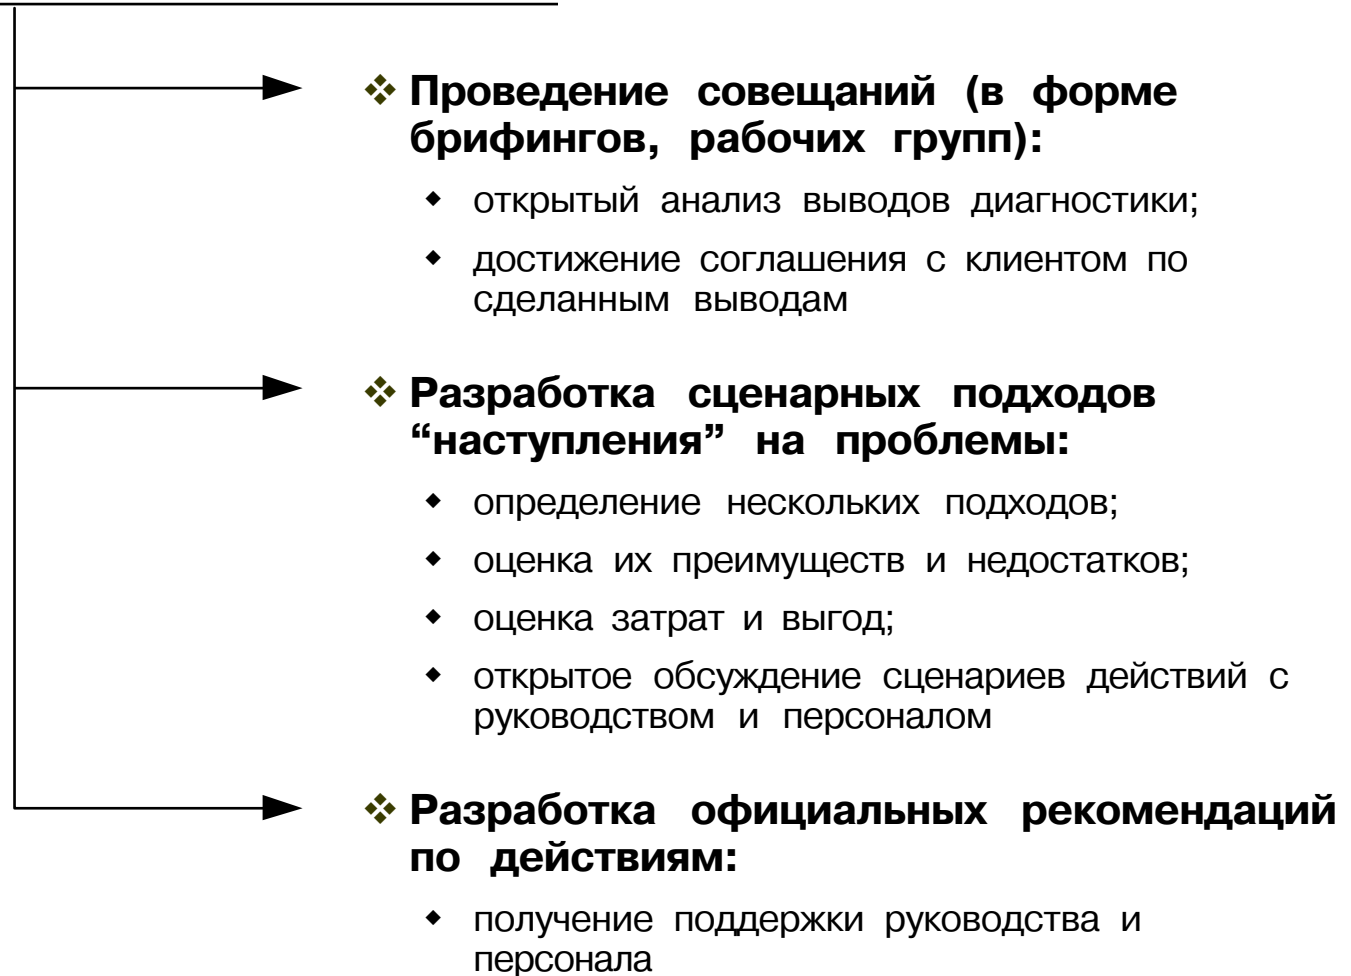 ❖ Проведение совещаний (в форме
брифингов, рабочих групп):
◆ открытый анализ выводов диагностики;
◆ достижение соглашения с клиентом по
сделанным выводам
❖ Разработка сценарных подходов
“наступления” на проблемы:
◆ определение нескольких подходов;
◆ оценка их преимуществ и недостатков;
◆ оценка затрат и выгод;
◆ открытое обсуждение сценариев действий с
руководством и персоналом
❖ Разработка официальных рекомендаций
по действиям:
◆ получение поддержки руководства и
персонала